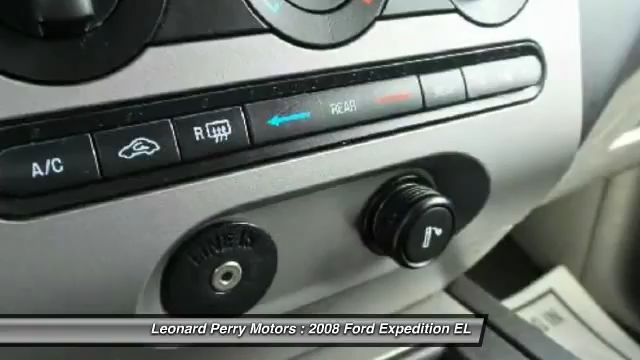 A/C
R
REAR
LINE IN
Leonard Perry Motors : 2008 Ford Expedition EL